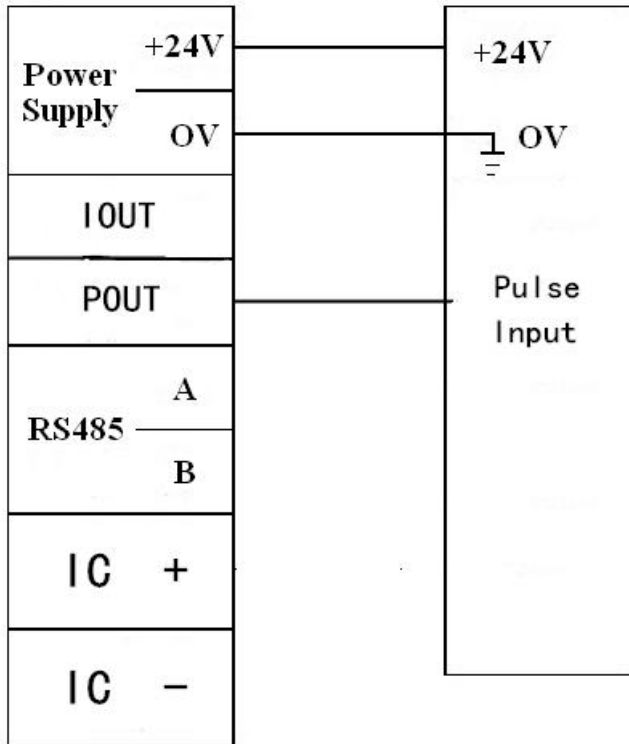 +24V
Power
Supply
OV
IOUT
POUT
A
RS485
B
IC +
IC -
+24V
OV
Pulse
Input